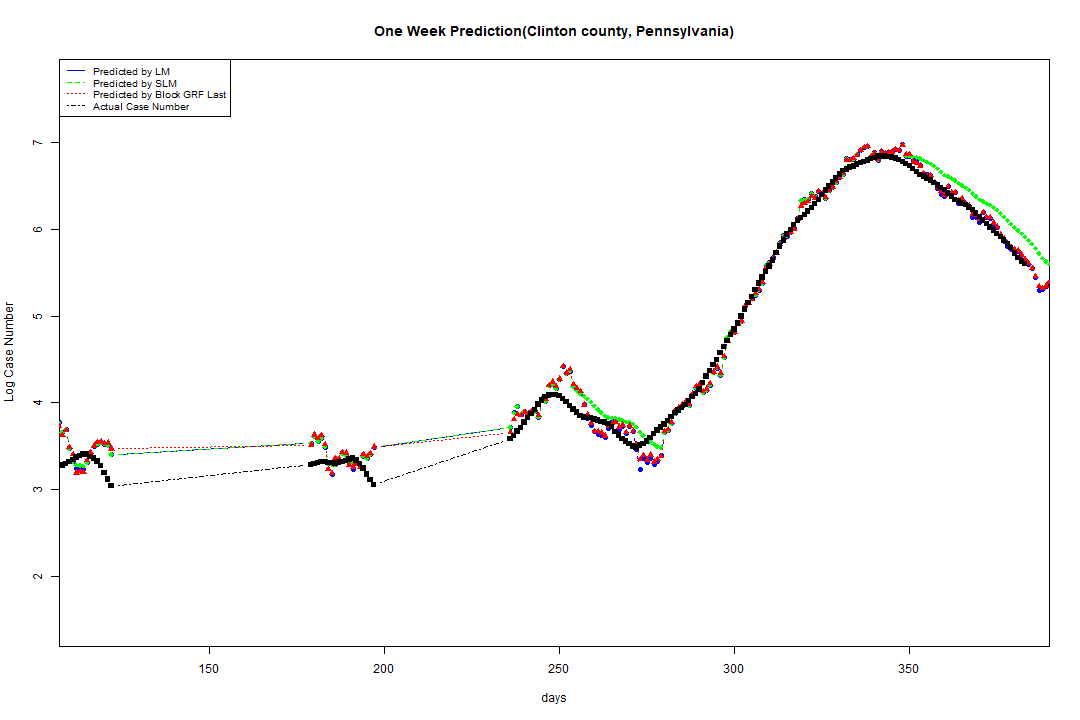 One Week Prediction(Clinton county, Pennsylvania)
Predicted by LM
Predicted by SLM
Predicted by Block GRF Last
Actual Case Number
7
6
5
4
3
2
Log Case Number
150 200 250 300 350
days